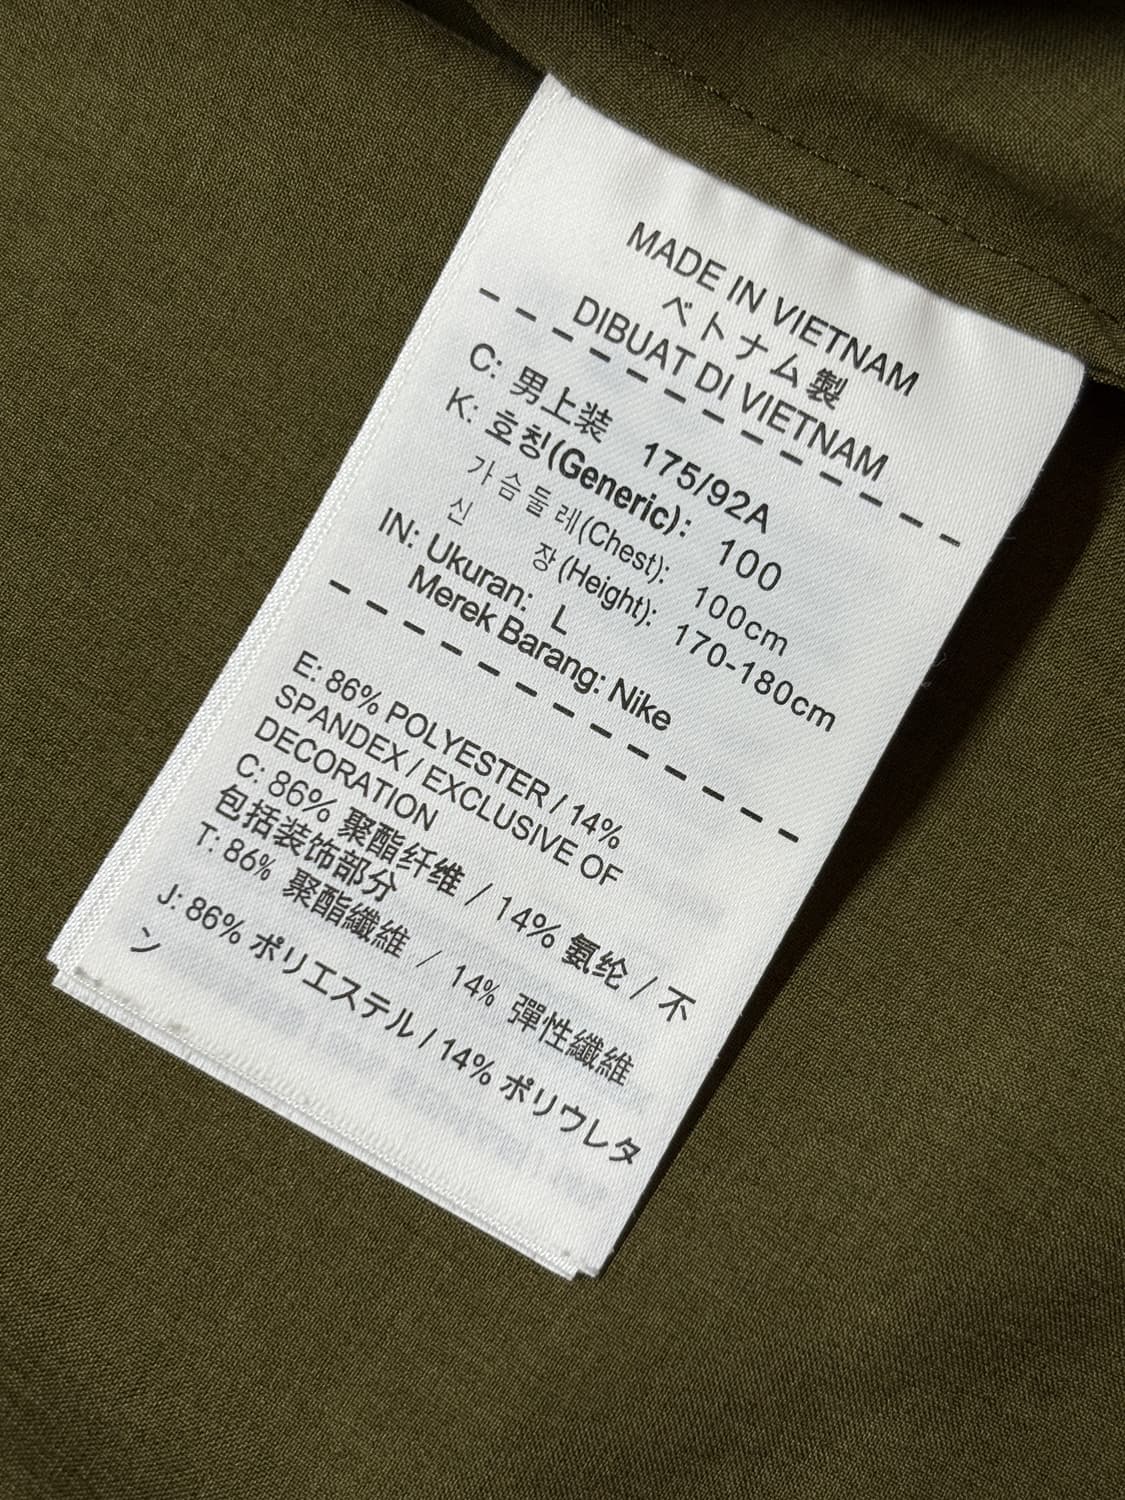 MADE IN VIETNAM
ベトナム製
DIBUAT DI VIETNAM
C: 男上装 175/92A
K: 호칭(Generic): 100
가슴둘레(Chest): 100cm
신 장(Height): 170-180cm
IN: Ukuran: L
Merek Barang: Nike
E: 86% POLYESTER / 14%
SPANDEX / EXCLUSIVE OF
DECORATION
C: 86% 聚酯纤维 / 14% 氨纶 / 不
包括装饰部分
T: 86% 聚酯纖維 / 14% 彈性纖維
J: 86% ポリエステル / 14% ポリウレタ
ン